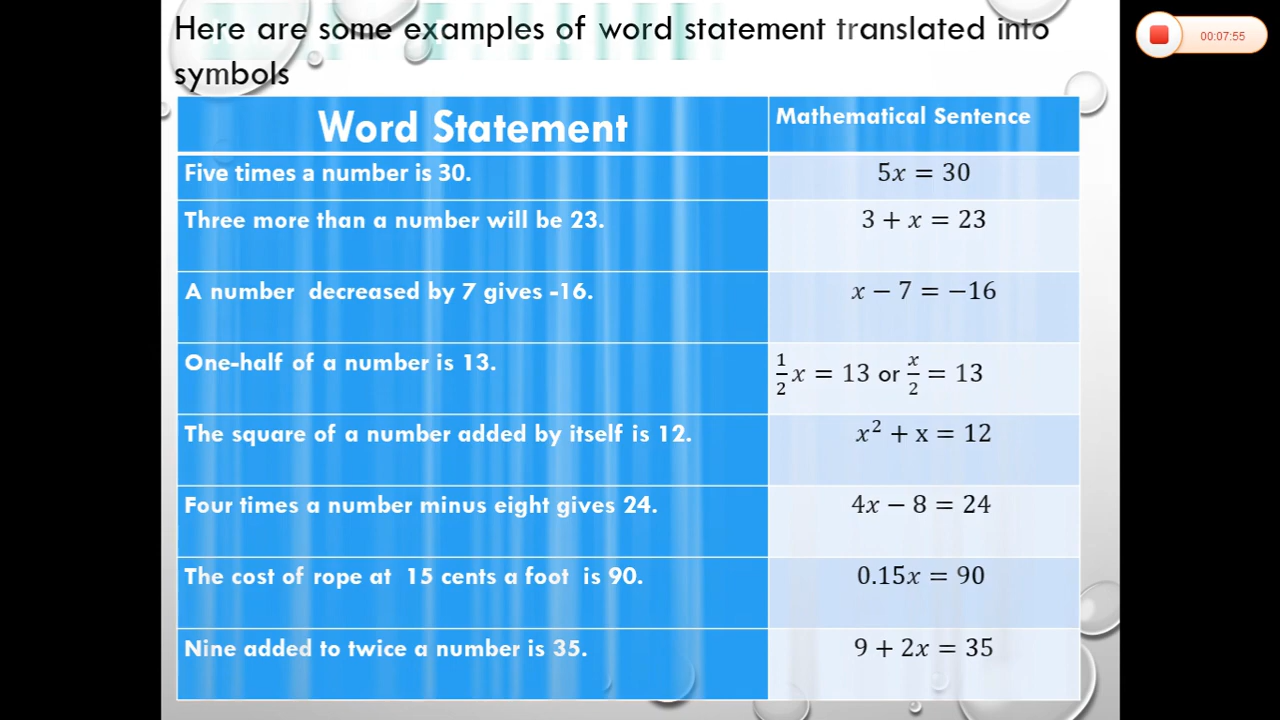 Here are some examples of word statement translated into
symbols
00:07:55
Word Statement
Mathematical Sentence
Five times a number is 30.
5x = 30
Three more than a number will be 23.
3 + x = 23
A number decreased by 7 gives -16.
x − 7 = −16
One-half of a number is 13.
1/2 x = 13 or x/2 = 13
The square of a number added by itself is 12.
x² + x = 12
Four times a number minus eight gives 24.
4x − 8 = 24
The cost of rope at 15 cents a foot is 90.
0.15x = 90
Nine added to twice a number is 35.
9 + 2x = 35